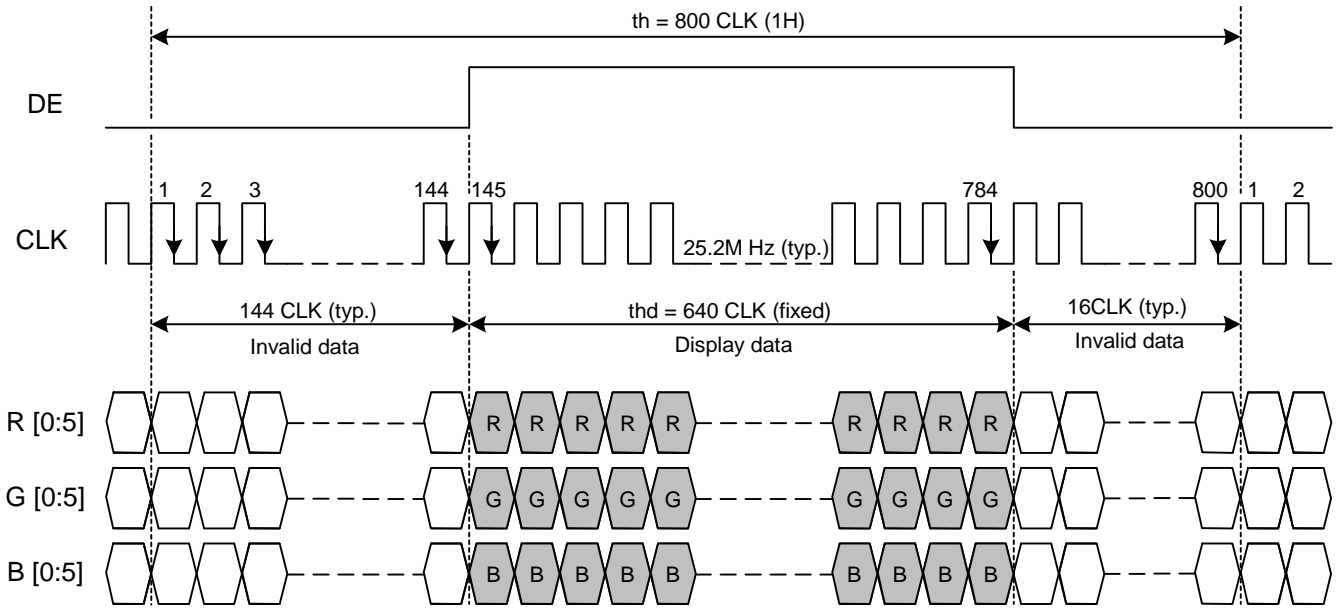 th = 800 CLK (1H)
DE
1 2 3 144 145 784 800 1 2
CLK
25.2M Hz (typ.)
144 CLK (typ.) thd = 640 CLK (fixed) 16CLK (typ.)
Invalid data Display data Invalid data
R [0:5] R R R R R R R R R
G [0:5] G G G G G G G G G
B [0:5] B B B B B B B B B